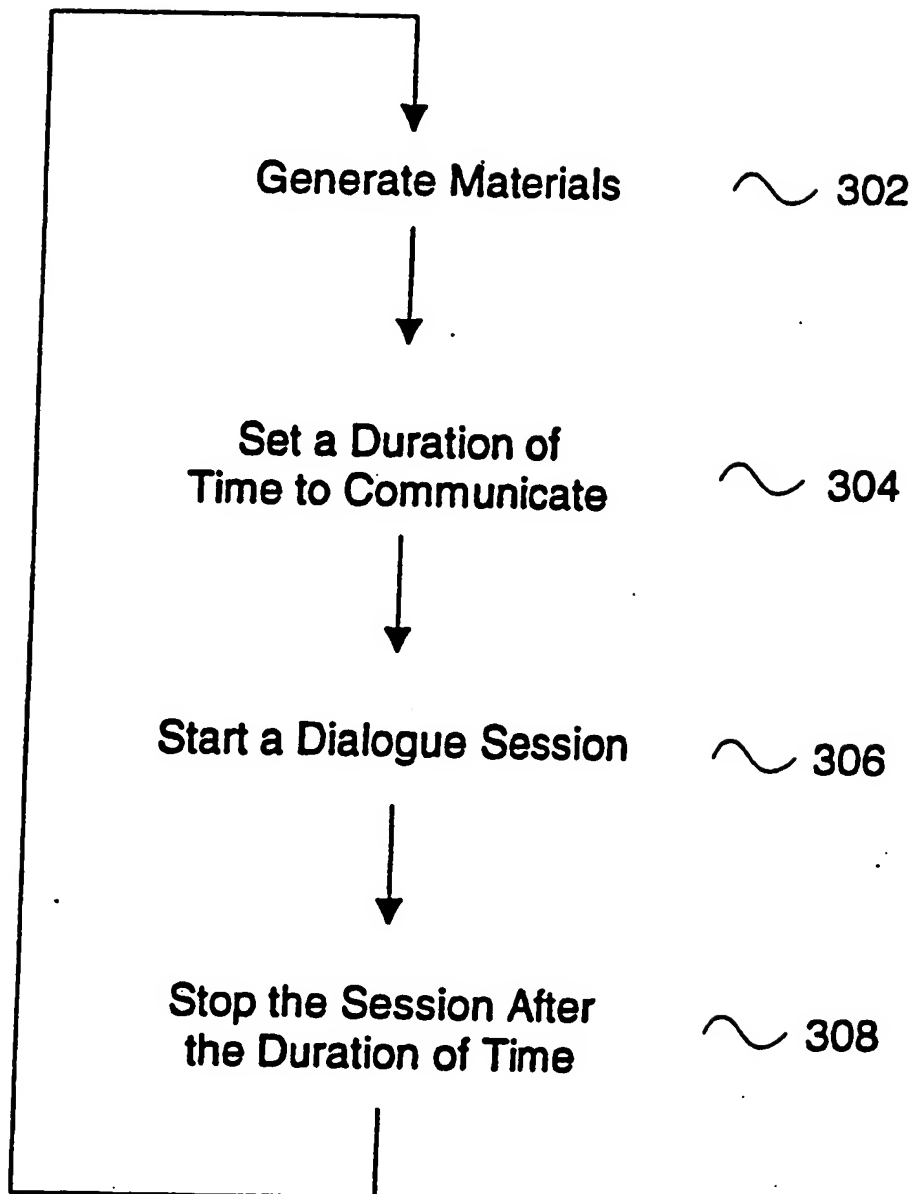 Generate Materials 302
Set a Duration of
Time to Communicate 304
Start a Dialogue Session 306
Stop the Session After
the Duration of Time 308